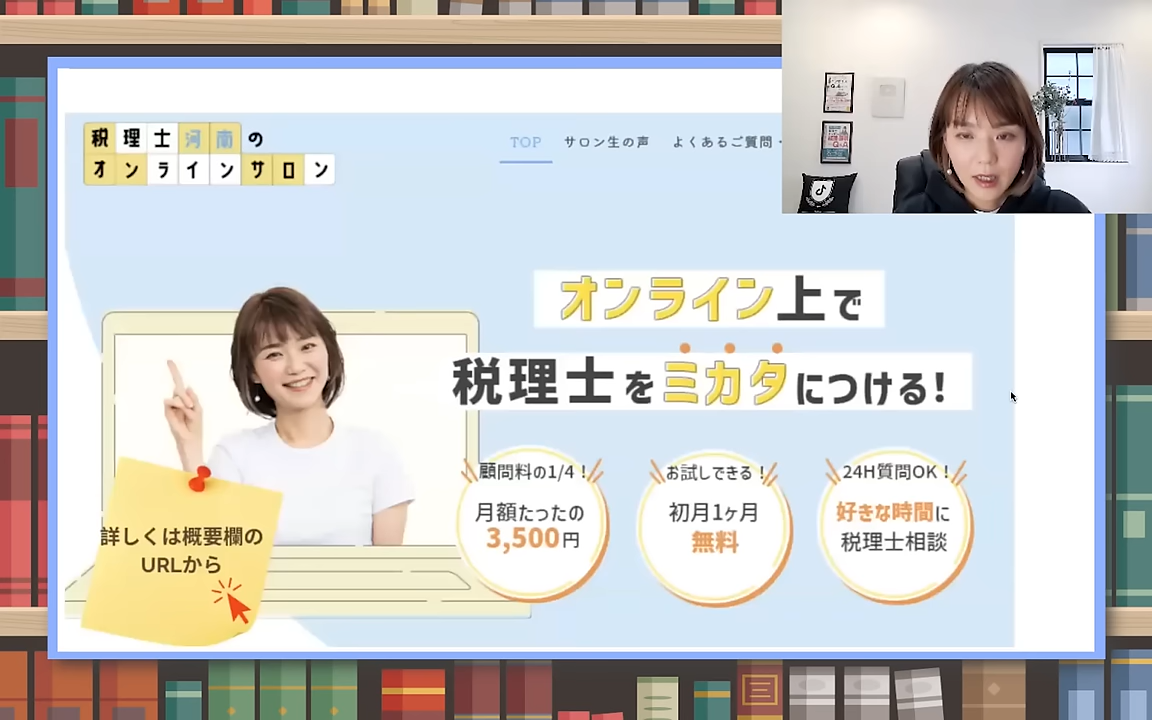 税理士河南の
オンラインサロン
TOP サロン生の声 よくあるご質問・
オンライン上で
税理士をミカタにつける!
顧問料の1/4!
月額たったの
3,500円
お試しできる!
初月1ヶ月
無料
24H質問OK!
好きな時間に
税理士相談
詳しくは概要欄の
URLから